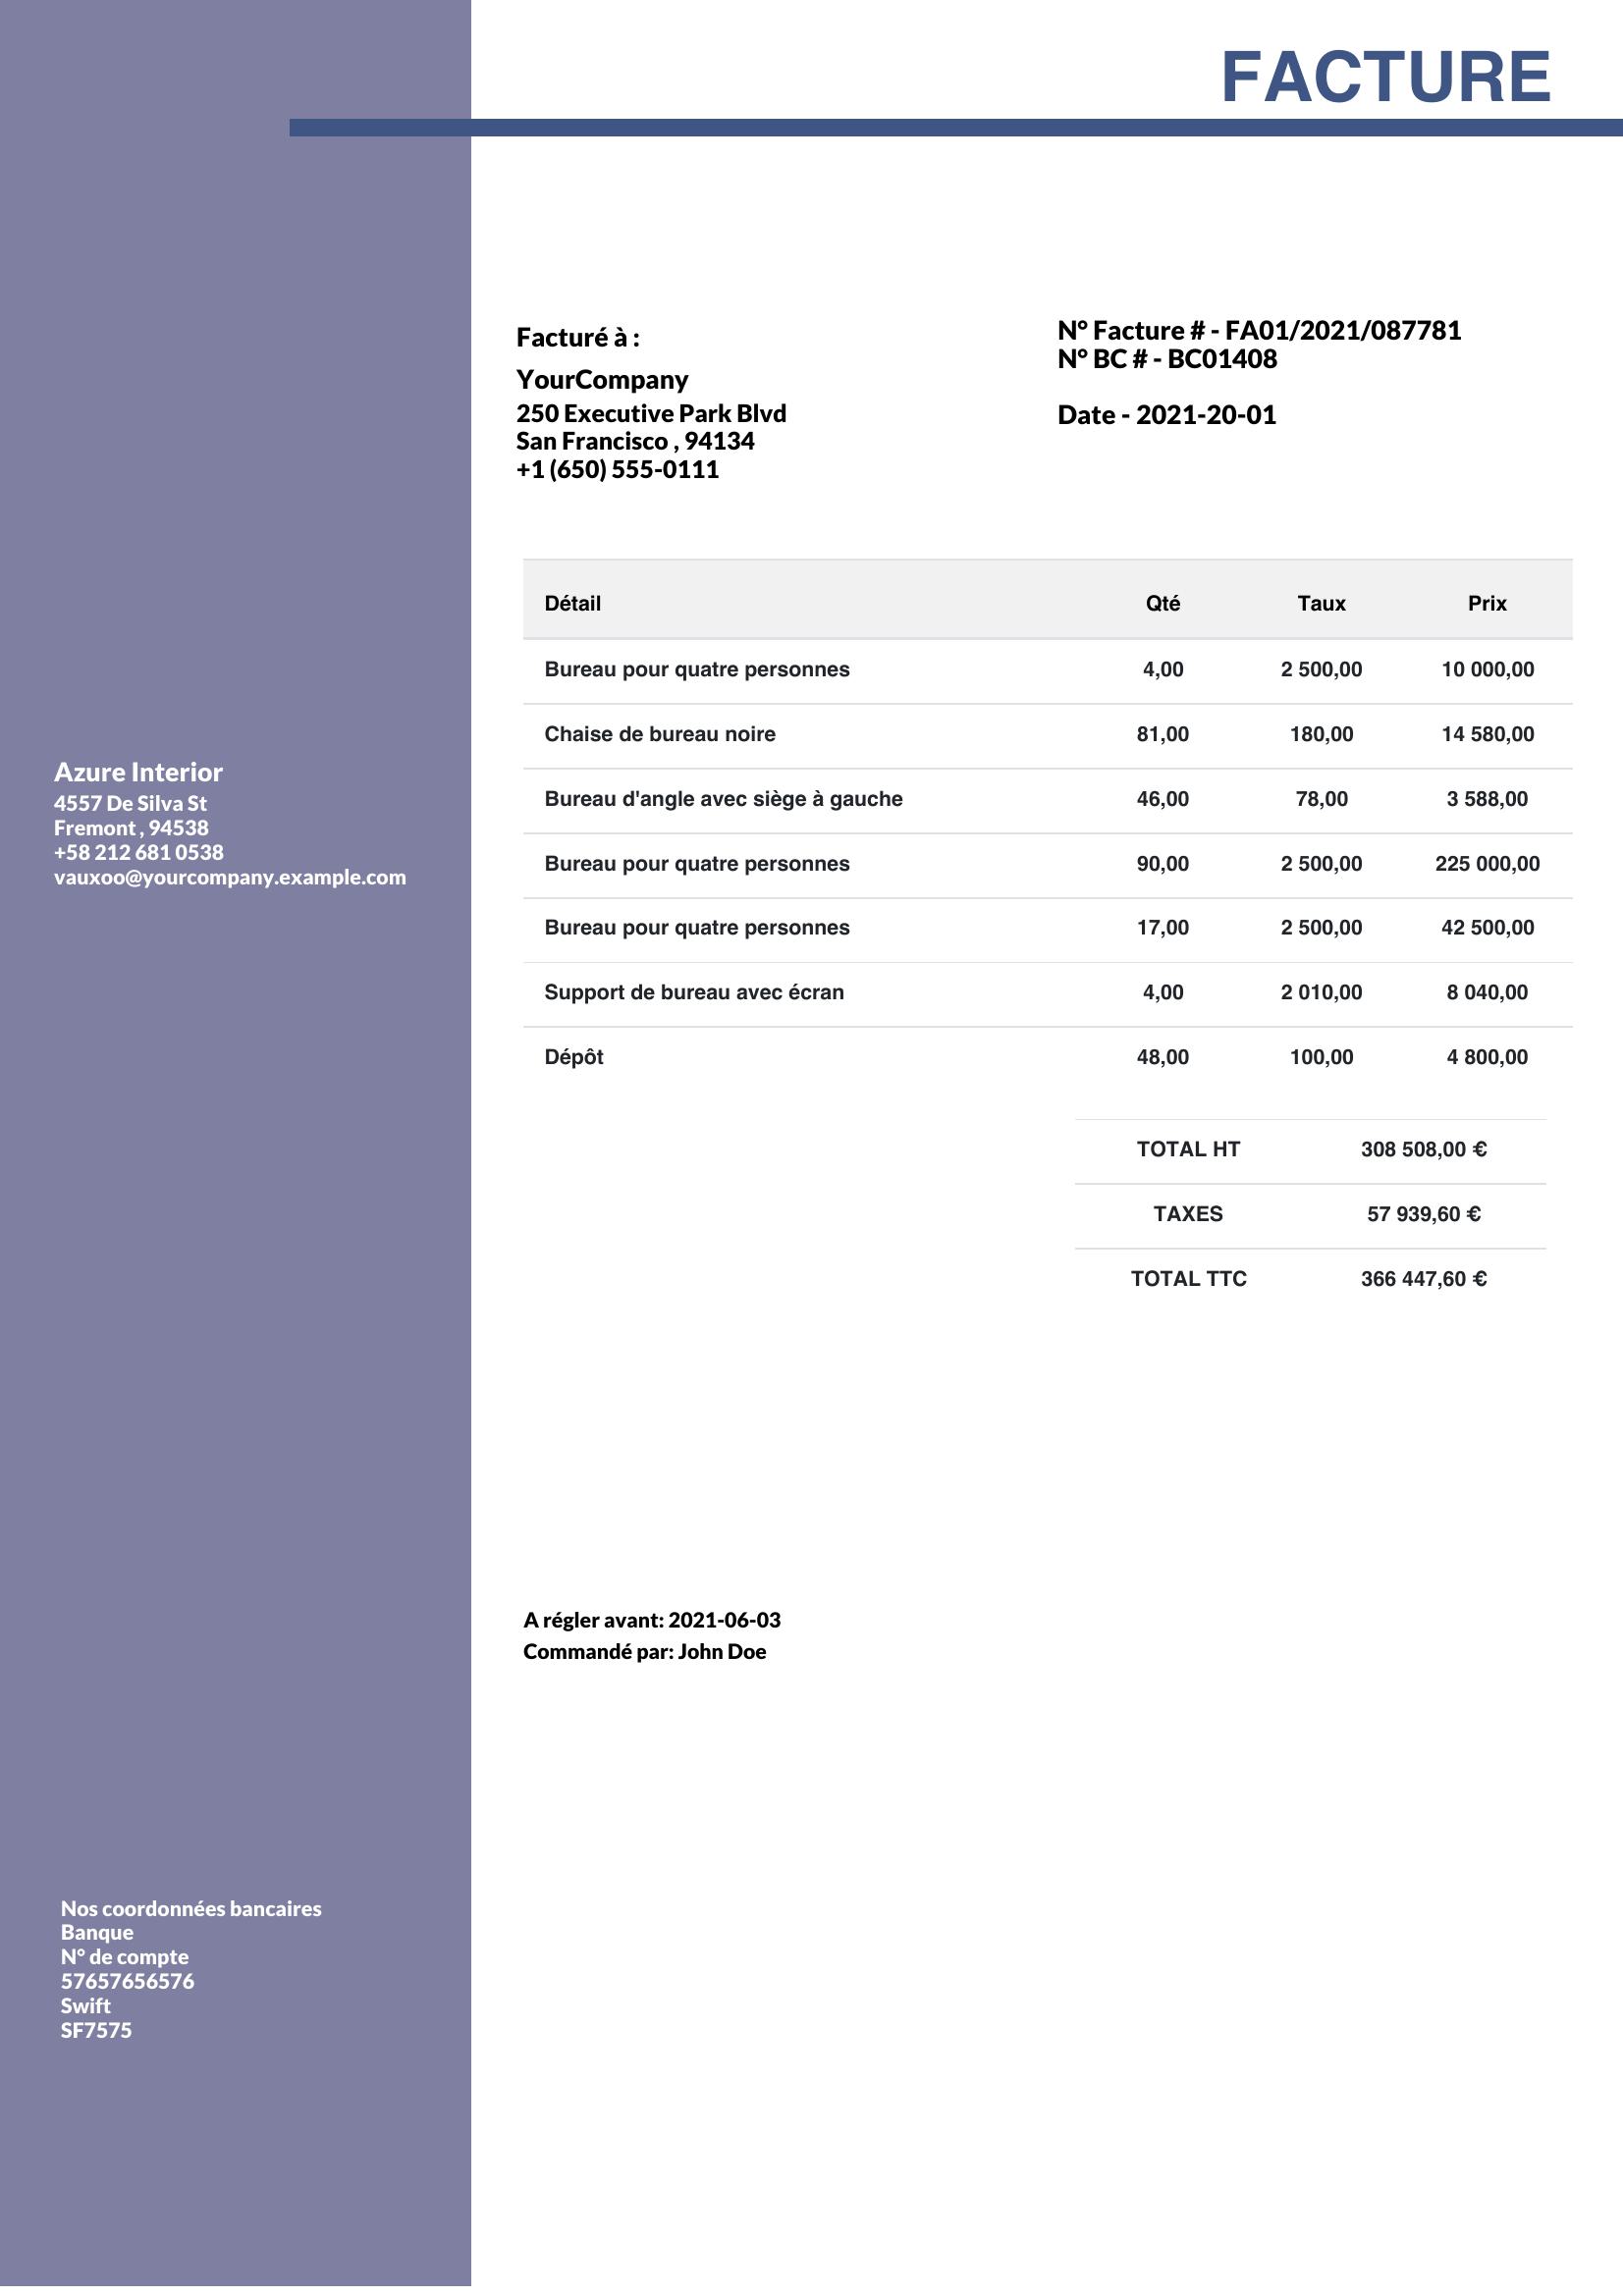 FACTURE
Facturé à :
YourCompany
250 Executive Park Blvd
San Francisco , 94134
+1 (650) 555-0111
N° Facture # - FA01/2021/087781
N° BC # - BC01408
Date - 2021-20-01
Azure Interior
4557 De Silva St
Fremont , 94538
+58 212 681 0538
vauxoo@yourcompany.example.com
Détail Qté Taux Prix
Bureau pour quatre personnes 4,00 2 500,00 10 000,00
Chaise de bureau noire 81,00 180,00 14 580,00
Bureau d'angle avec siège à gauche 46,00 78,00 3 588,00
Bureau pour quatre personnes 90,00 2 500,00 225 000,00
Bureau pour quatre personnes 17,00 2 500,00 42 500,00
Support de bureau avec écran 4,00 2 010,00 8 040,00
Dépôt 48,00 100,00 4 800,00
TOTAL HT 308 508,00 €
TAXES 57 939,60 €
TOTAL TTC 366 447,60 €
A régler avant: 2021-06-03
Commandé par: John Doe
Nos coordonnées bancaires
Banque
N° de compte
57657656576
Swift
SF7575